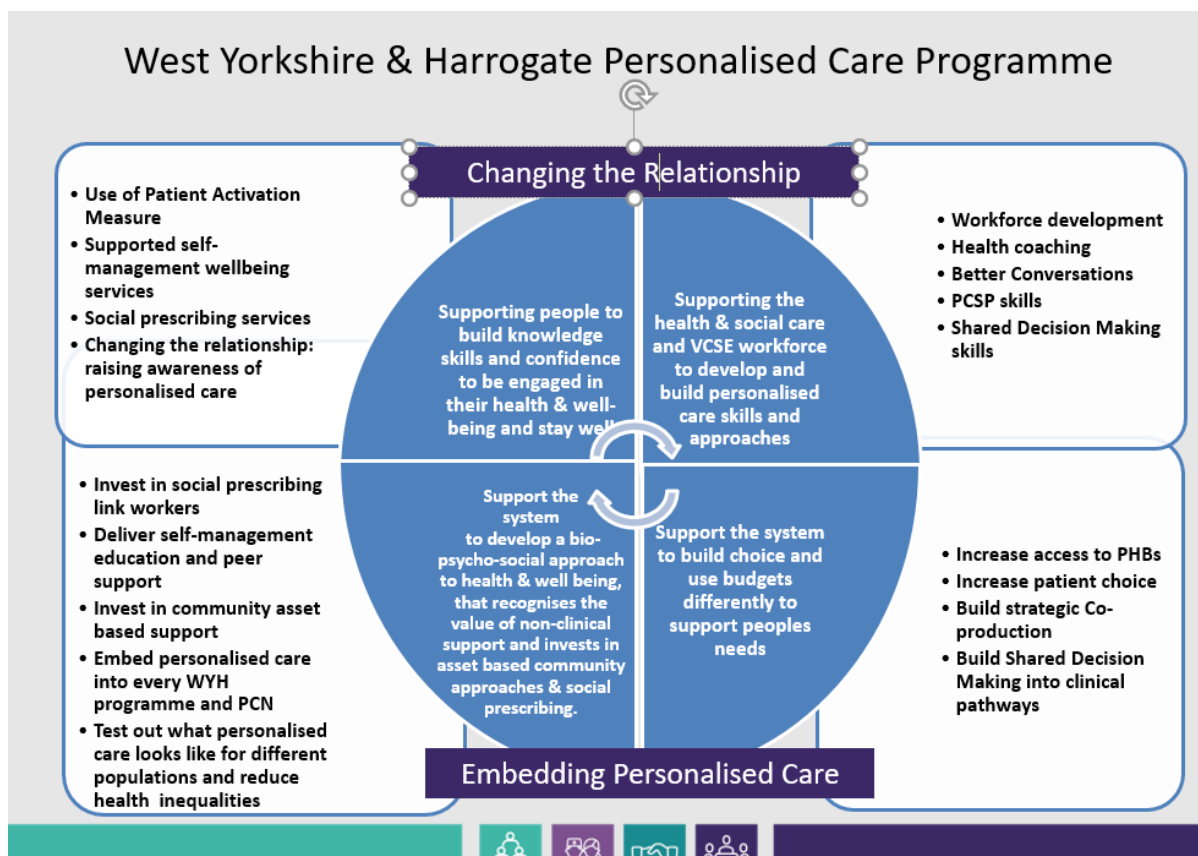 West Yorkshire & Harrogate Personalised Care Programme
Changing the Relationship
• Use of Patient Activation
Measure
• Supported self-
management wellbeing
services
• Social prescribing services
• Changing the relationship:
raising awareness of
personalised care
Supporting people to
build knowledge
skills and confidence
to be engaged in
their health & well-
being and stay well
Supporting the
health & social care
and VCSE workforce
to develop and
build personalised
care skills and
approaches
• Workforce development
• Health coaching
• Better Conversations
• PCSP skills
• Shared Decision Making
skills
• Invest in social prescribing
link workers
• Deliver self-management
education and peer
support
• Invest in community asset
based support
• Embed personalised care
into every WYH
programme and PCN
• Test out what personalised
care looks like for different
populations and reduce
health inequalities
Support the
system
to develop a bio-
psycho-social approach
to health & well being,
that recognises the
value of non-clinical
support and invests in
asset based community
approaches & social
prescribing.
Support the system
to build choice and
use budgets
differently to
support peoples
needs
• Increase access to PHBs
• Increase patient choice
• Build strategic Co-
production
• Build Shared Decision
Making into clinical
pathways
Embedding Personalised Care